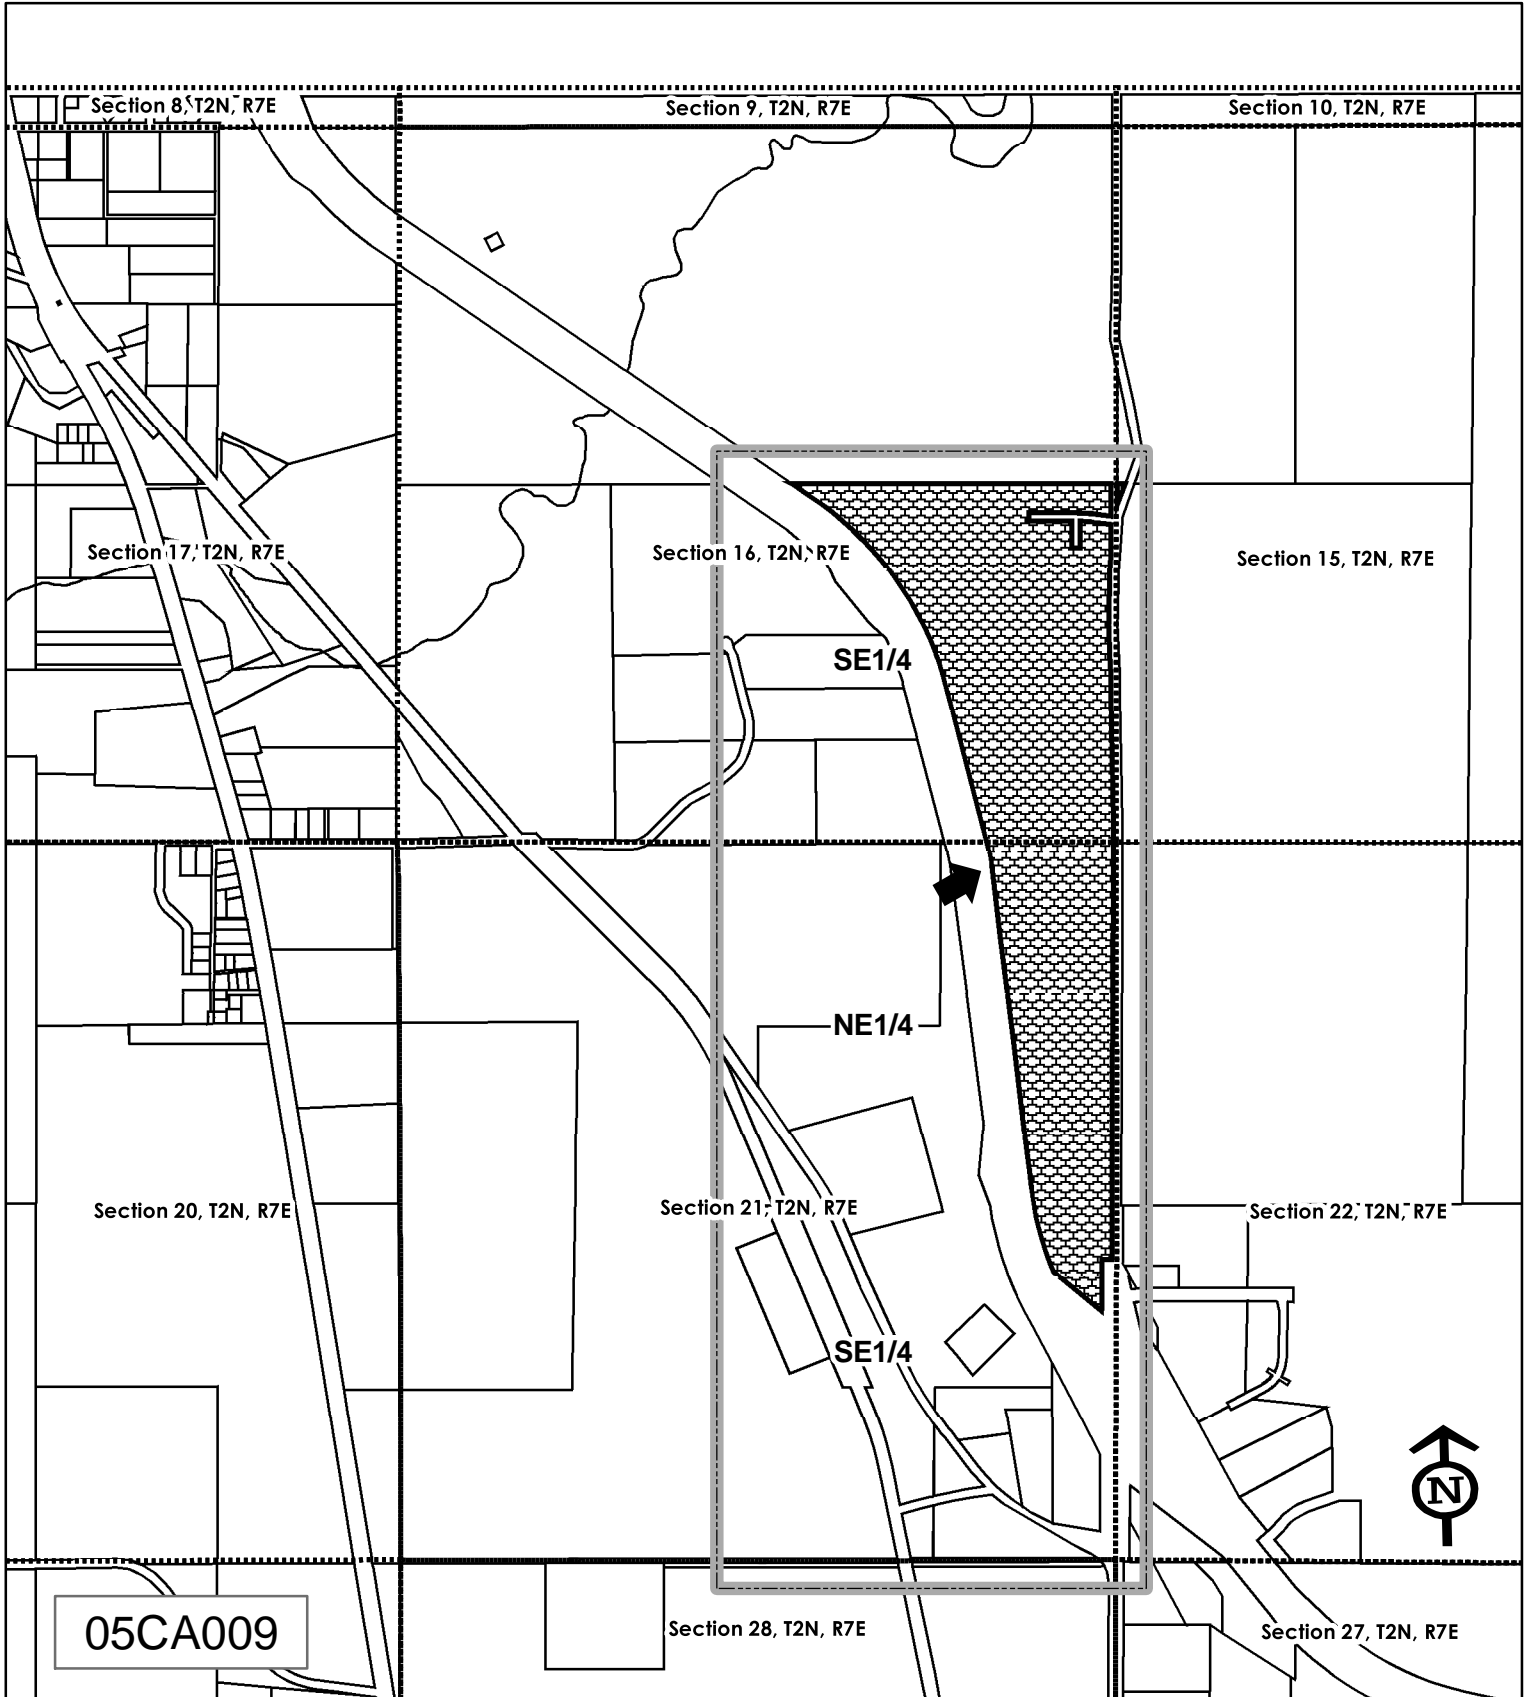 Section 8, T2N, R7E
Section 9, T2N, R7E
Section 10, T2N, R7E
Section 17, T2N, R7E
Section 16, T2N, R7E
Section 15, T2N, R7E
SE1/4
NE1/4
Section 20, T2N, R7E
Section 21, T2N, R7E
Section 22, T2N, R7E
SE1/4
N
05CA009
Section 28, T2N, R7E
Section 27, T2N, R7E